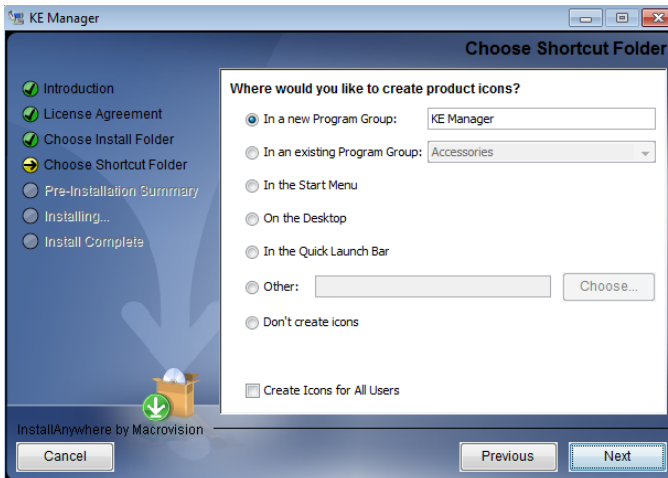 KE Manager
Choose Shortcut Folder
Introduction
License Agreement
Choose Install Folder
Choose Shortcut Folder
Pre-Installation Summary
Installing...
Install Complete
Where would you like to create product icons?
In a new Program Group: KE Manager
In an existing Program Group: Accessories
In the Start Menu
On the Desktop
In the Quick Launch Bar
Other: Choose...
Don't create icons
Create Icons for All Users
InstallAnywhere by Macrovision
Cancel Previous Next